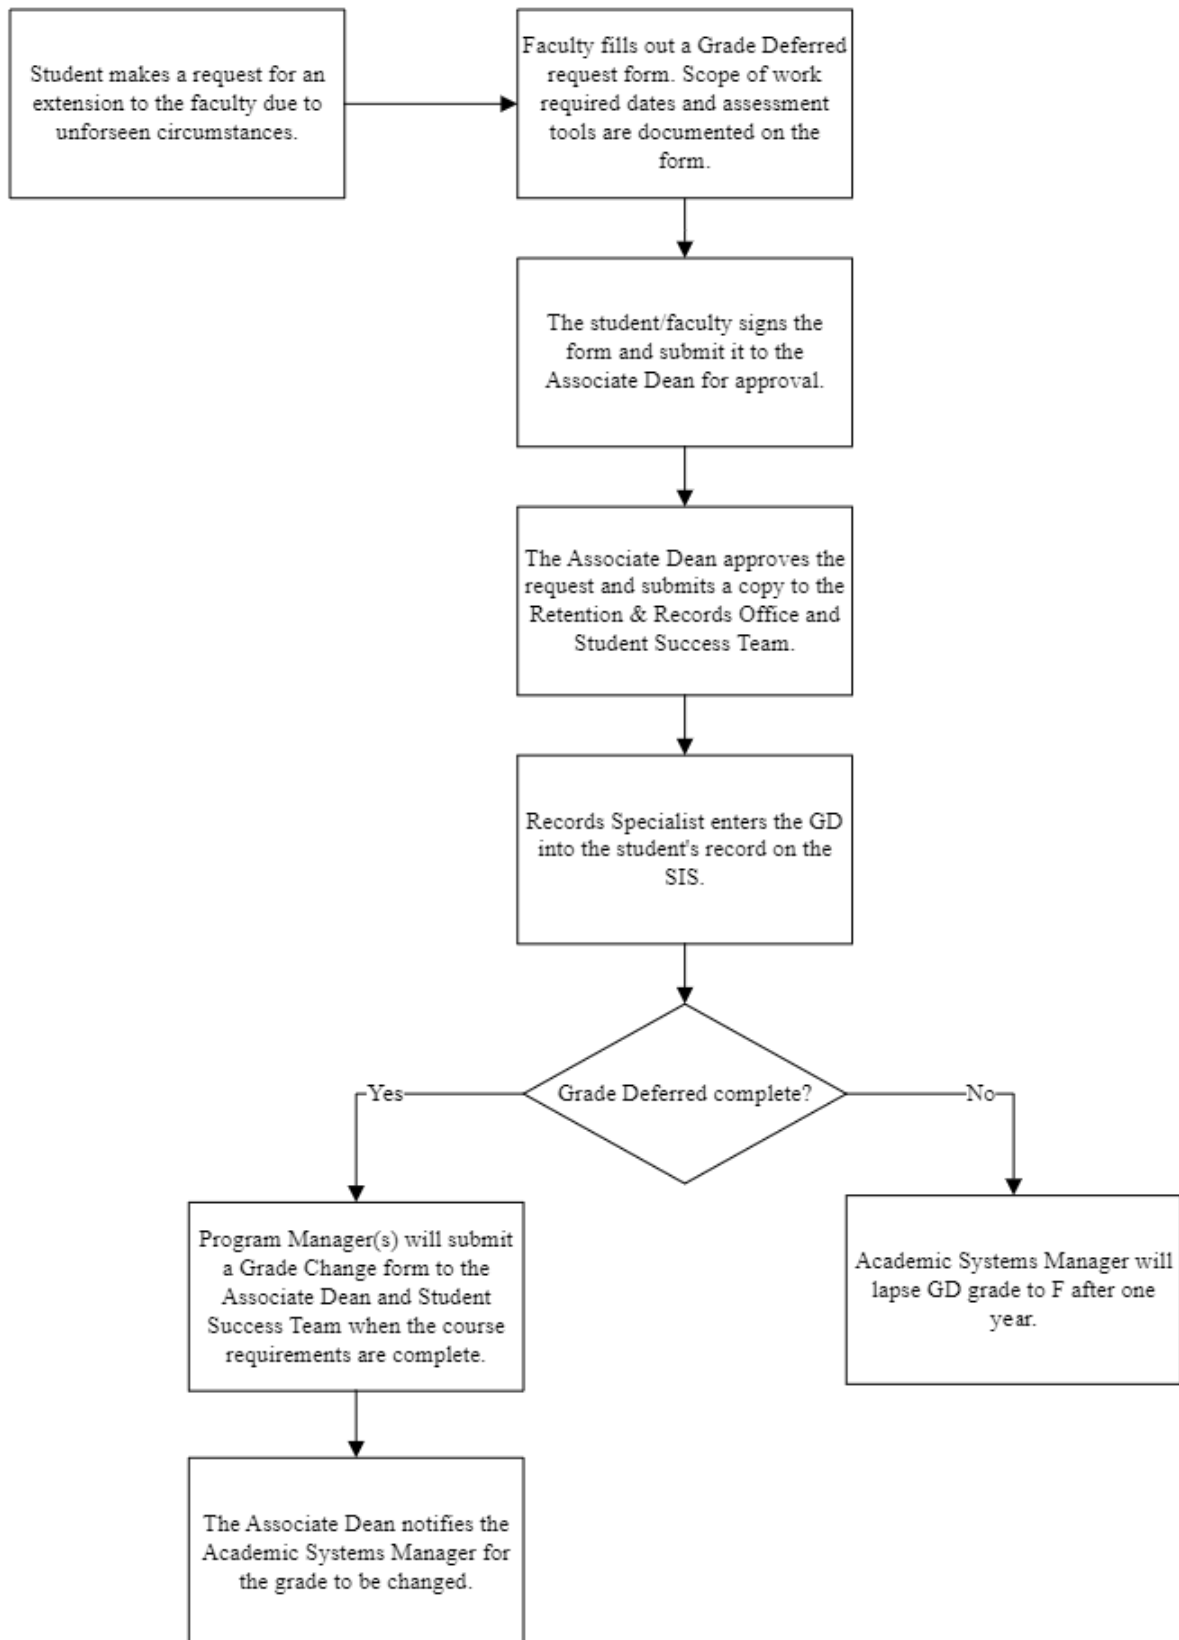 Student makes a request for an
extension to the faculty due to
unforseen circumstances.
Faculty fills out a Grade Deferred
request form. Scope of work
required dates and assessment
tools are documented on the
form.
The student/faculty signs the
form and submit it to the
Associate Dean for approval.
The Associate Dean approves the
request and submits a copy to the
Retention & Records Office and
Student Success Team.
Records Specialist enters the GD
into the student's record on the
SIS.
Grade Deferred complete?
Yes
No
Program Manager(s) will submit
a Grade Change form to the
Associate Dean and Student
Success Team when the course
requirements are complete.
Academic Systems Manager will
lapse GD grade to F after one
year.
The Associate Dean notifies the
Academic Systems Manager for
the grade to be changed.